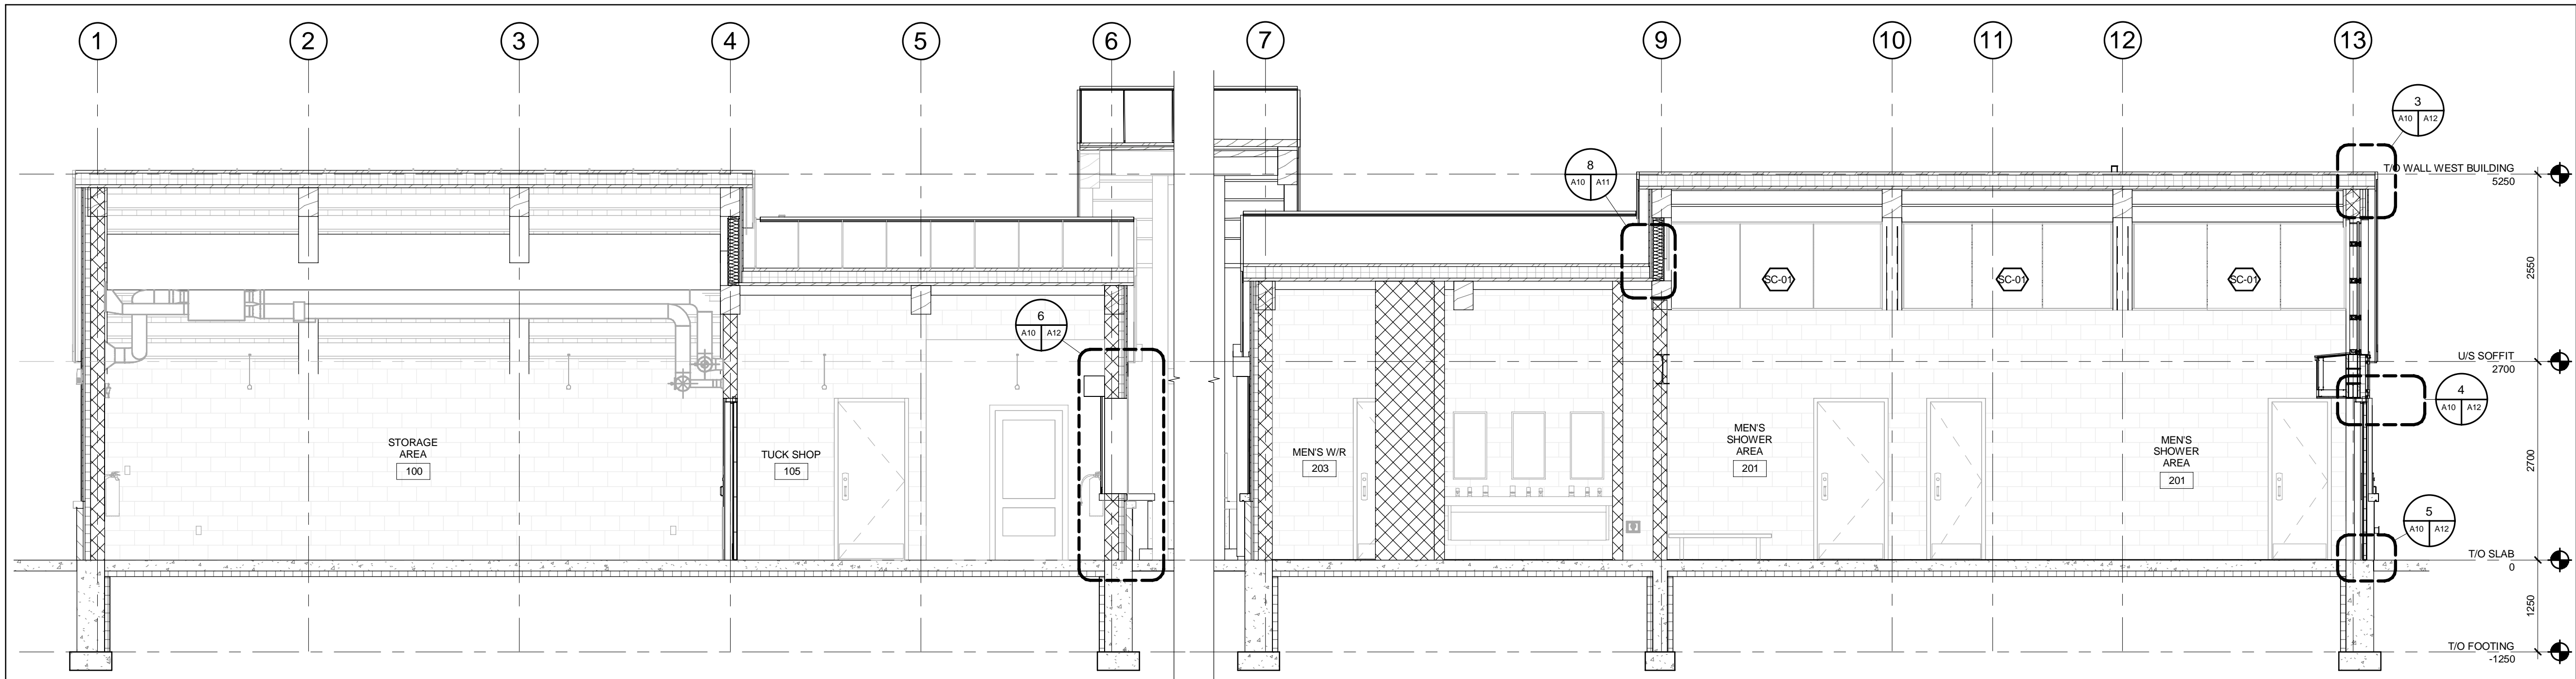 1
2
3
4
5
6
7
9
10
11
12
13
3
A10
A12
8
A10
A11
T/O WALL WEST BUILDING
5250
2550
SC-01
SC-01
SC-01
6
A10
A12
U/S SOFFIT
2700
4
A10
A12
STORAGE
AREA
100
TUCK SHOP
105
MEN'S W/R
203
MEN'S
SHOWER
AREA
201
MEN'S
SHOWER
AREA
201
2700
5
A10
A12
T/O SLAB
0
1250
T/O FOOTING
-1250